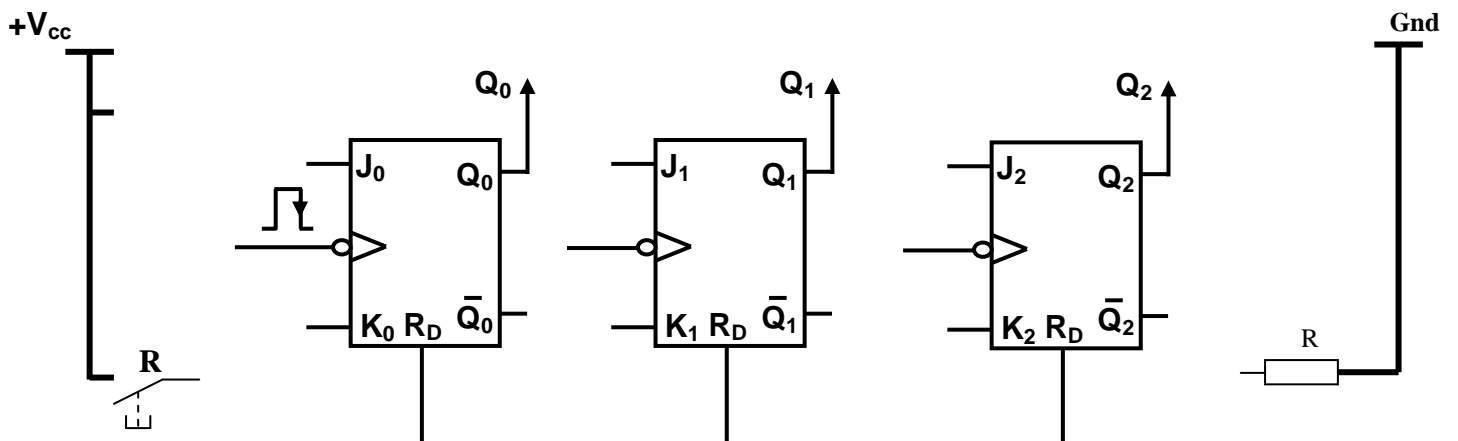 +Vcc
Gnd
Q0
Q1
Q2
J0
Q0
J1
Q1
J2
Q2
K0 RD Q̅0
K1 RD Q̅1
K2 RD Q̅2
R
R